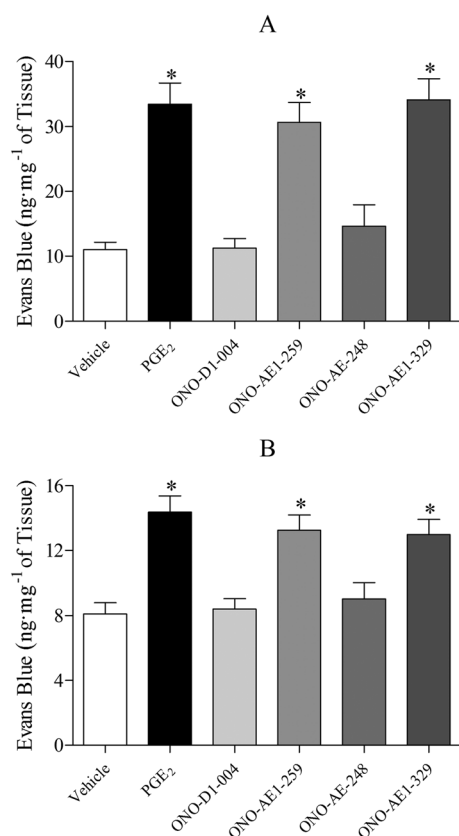 A
Evans Blue (ng·mg⁻¹ of Tissue)
40
30
20
10
0
* * *
Vehicle
PGE₂
ONO-D1-004
ONO-AE1-259
ONO-AE-248
ONO-AE1-329
B
Evans Blue (ng·mg⁻¹ of Tissue)
16
12
8
4
0
* * *
Vehicle
PGE₂
ONO-D1-004
ONO-AE1-259
ONO-AE-248
ONO-AE1-329